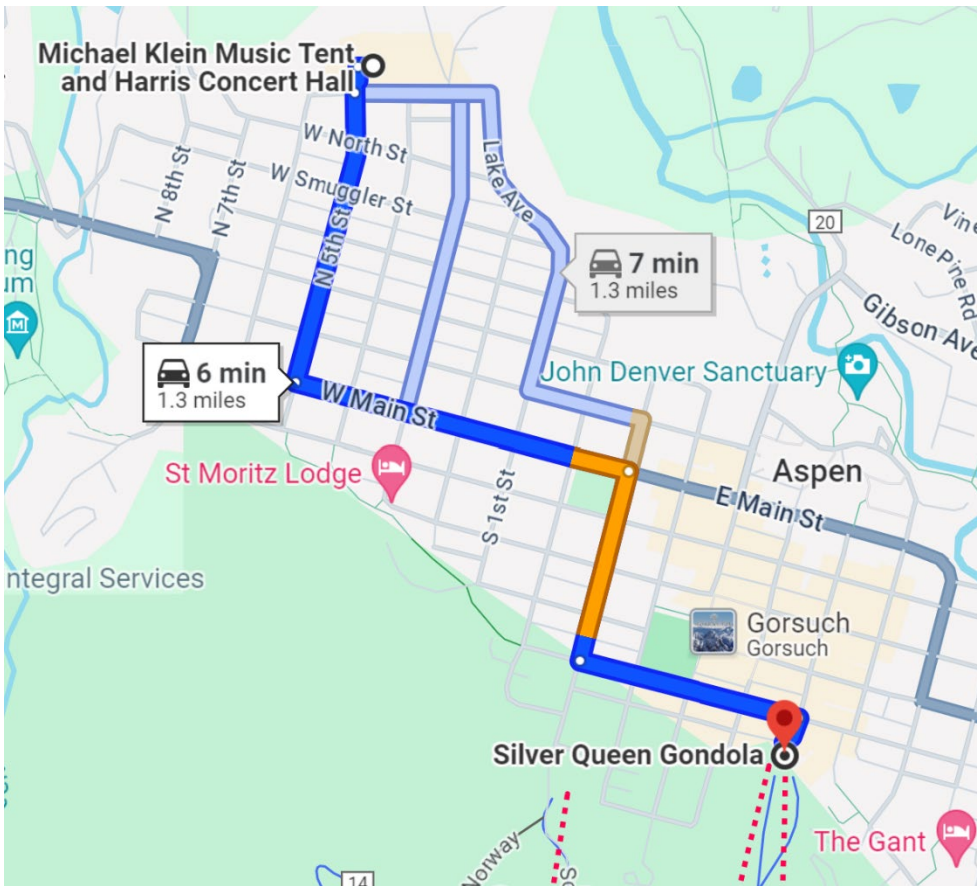 Michael Klein Music Tent
and Harris Concert Hall
W North St
W Smuggler St
N 8th St
N 7th St
N 5th St
Lake Ave
20
Vine
Lone Pine Rd
Gibson Ave
7 min
1.3 miles
ng
um
M
6 min
1.3 miles
W Main St
John Denver Sanctuary
St Moritz Lodge
S 1st St
Aspen
E Main St
ntegral Services
Gorsuch
Gorsuch
Silver Queen Gondola
The Gant
Norway
So
14